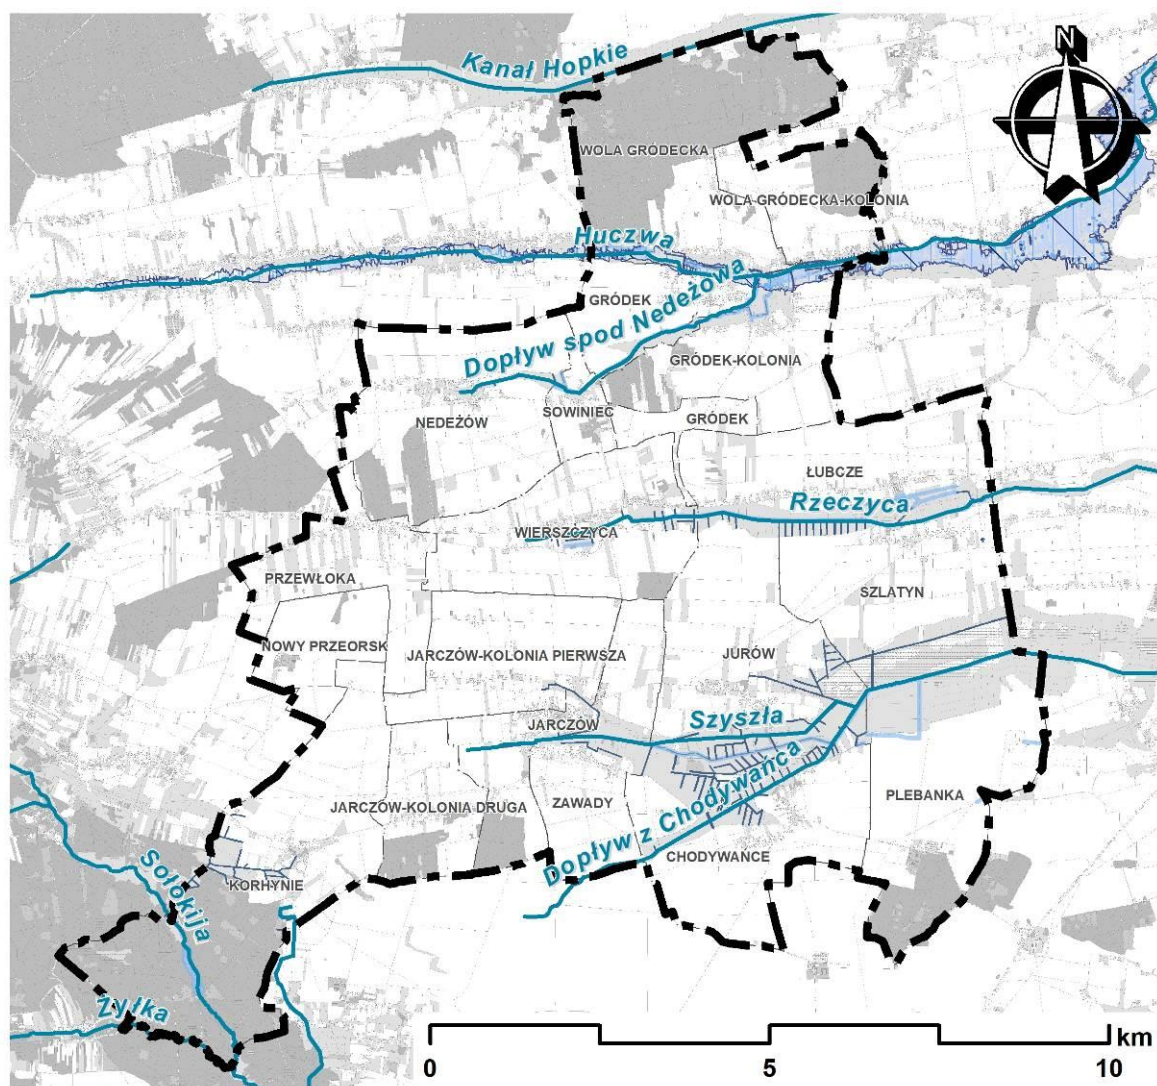 Kanał Hopkie
N
WOLA GRÓDECKA
WOLA GRÓDECKA-KOLONIA
Huczwa
GRÓDEK
Dopływ spod Nedeżowa
GRÓDEK-KOLONIA
NEDEŻÓW
SOWINIEC
GRÓDEK
ŁUBCZE
Rzeczyca
WIERSZCZYCA
PRZEWŁOKA
SZLATYN
NOWY PRZEORSK
JARCZÓW-KOLONIA PIERWSZA
JURÓW
JARCZÓW
Szyszła
JARCZÓW-KOLONIA DRUGA
ZAWADY
Dopływ z Chodywańca
PLEBANKA
CHODYWAŃCE
Sołokija
KORHYNIE
Żyłka
km
0
5
10